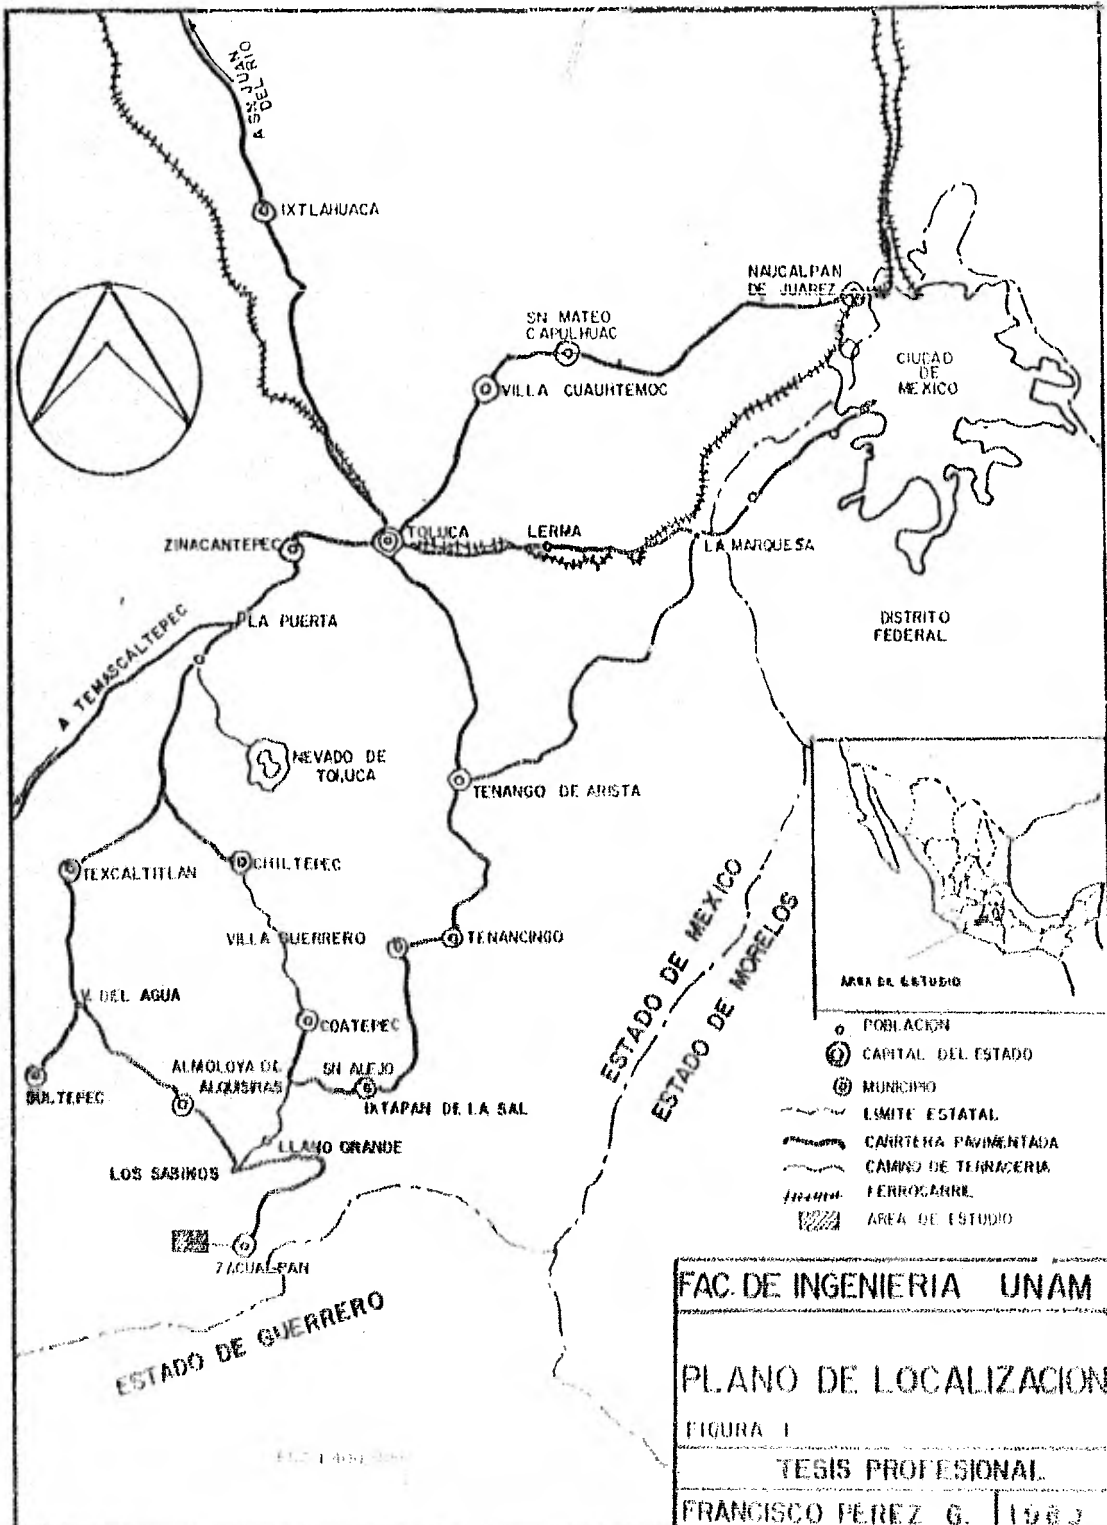 A SN JUAN
DEL RIO
IXTLAHUACA
NAUCALPAN
DE JUAREZ
SN MATEO
CAPULHUAC
CIUDAD
DE
MEXICO
VILLA CUAUHTEMOC
TOLUCA
LERMA
ZINACANTEPEC
LA MARQUESA
LA PUERTA
DISTRITO
FEDERAL
A TEMASCALTEPEC
NEVADO DE
TOLUCA
TENANGO DE ARISTA
TEXCALTITLAN
CHILTEPEC
VILLA GUERRERO
TENANCINGO
ESTADO DE MEXICO
ESTADO DE MORELOS
AREA DE ESTUDIO
V. DEL AGUA
COATEPEC
POBLACION
CAPITAL DEL ESTADO
MUNICIPIO
LIMITE ESTATAL
CARRTERA PAVIMENTADA
CAMINO DE TERRACERIA
FERROCARRIL
AREA DE ESTUDIO
ALMOLOYA DE
ALQUISIRAS
SN ALEJO
SULTEPEC
IXTAPAN DE LA SAL
LLANO GRANDE
LOS SABINOS
ZACUALPAN
ESTADO DE GUERRERO
FAC. DE INGENIERIA UNAM
PLANO DE LOCALIZACION
FIGURA 1
TESIS PROFESIONAL
FRANCISCO PEREZ G.